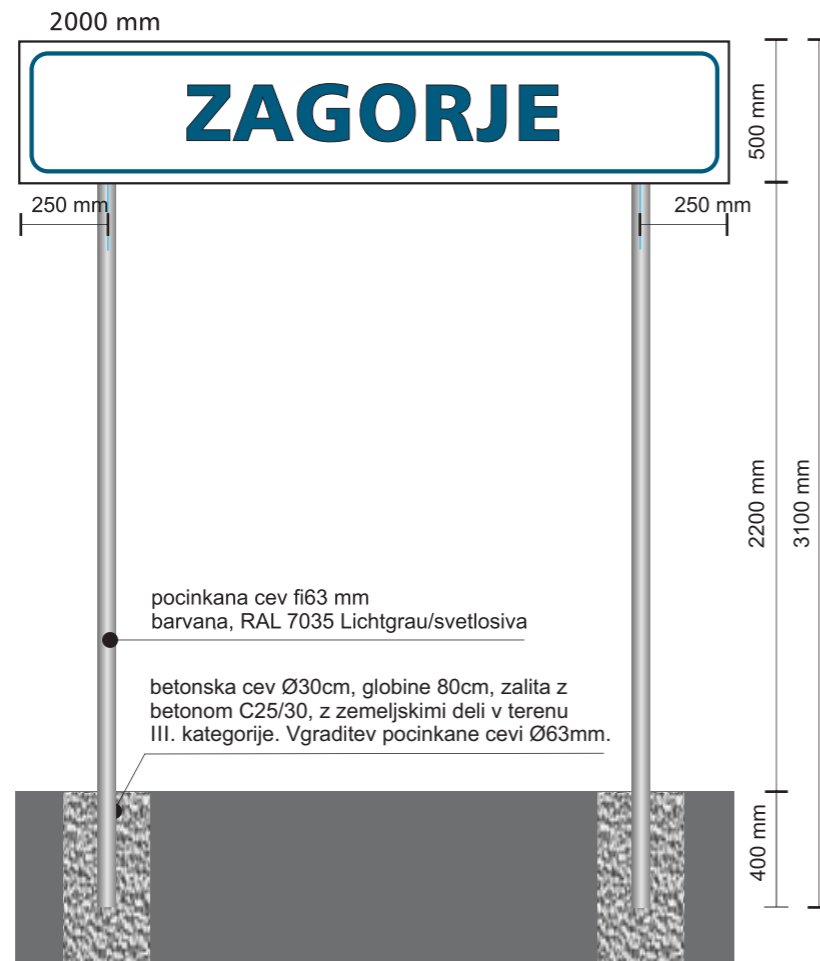 2000 mm
ZAGORJE
500 mm
250 mm
250 mm
2200 mm
3100 mm
pocinkana cev fi63 mm
barvana, RAL 7035 Lichtgrau/svetlosiva
betonska cev Ø30cm, globine 80cm, zalita z
betonom C25/30, z zemeljskimi deli v terenu
III. kategorije. Vgraditev pocinkane cevi Ø63mm.
400 mm